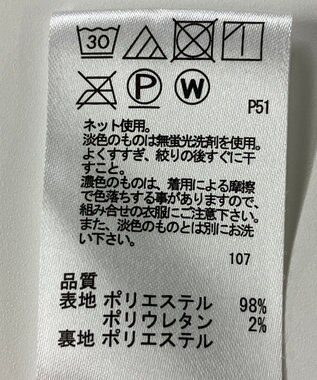 30
P W
P51
ネット使用。
淡色のものは無蛍光洗剤を使用。
よくすすぎ、絞りの後すぐに干
すこと。
濃色のものは、着用による摩擦
で色落ちする事がありますので、
組み合せの衣服にご注意下さい。
また、淡色のものとは別にお洗
い下さい。
107
品質
表地 ポリエステル 98%
ポリウレタン 2%
裏地 ポリエステル